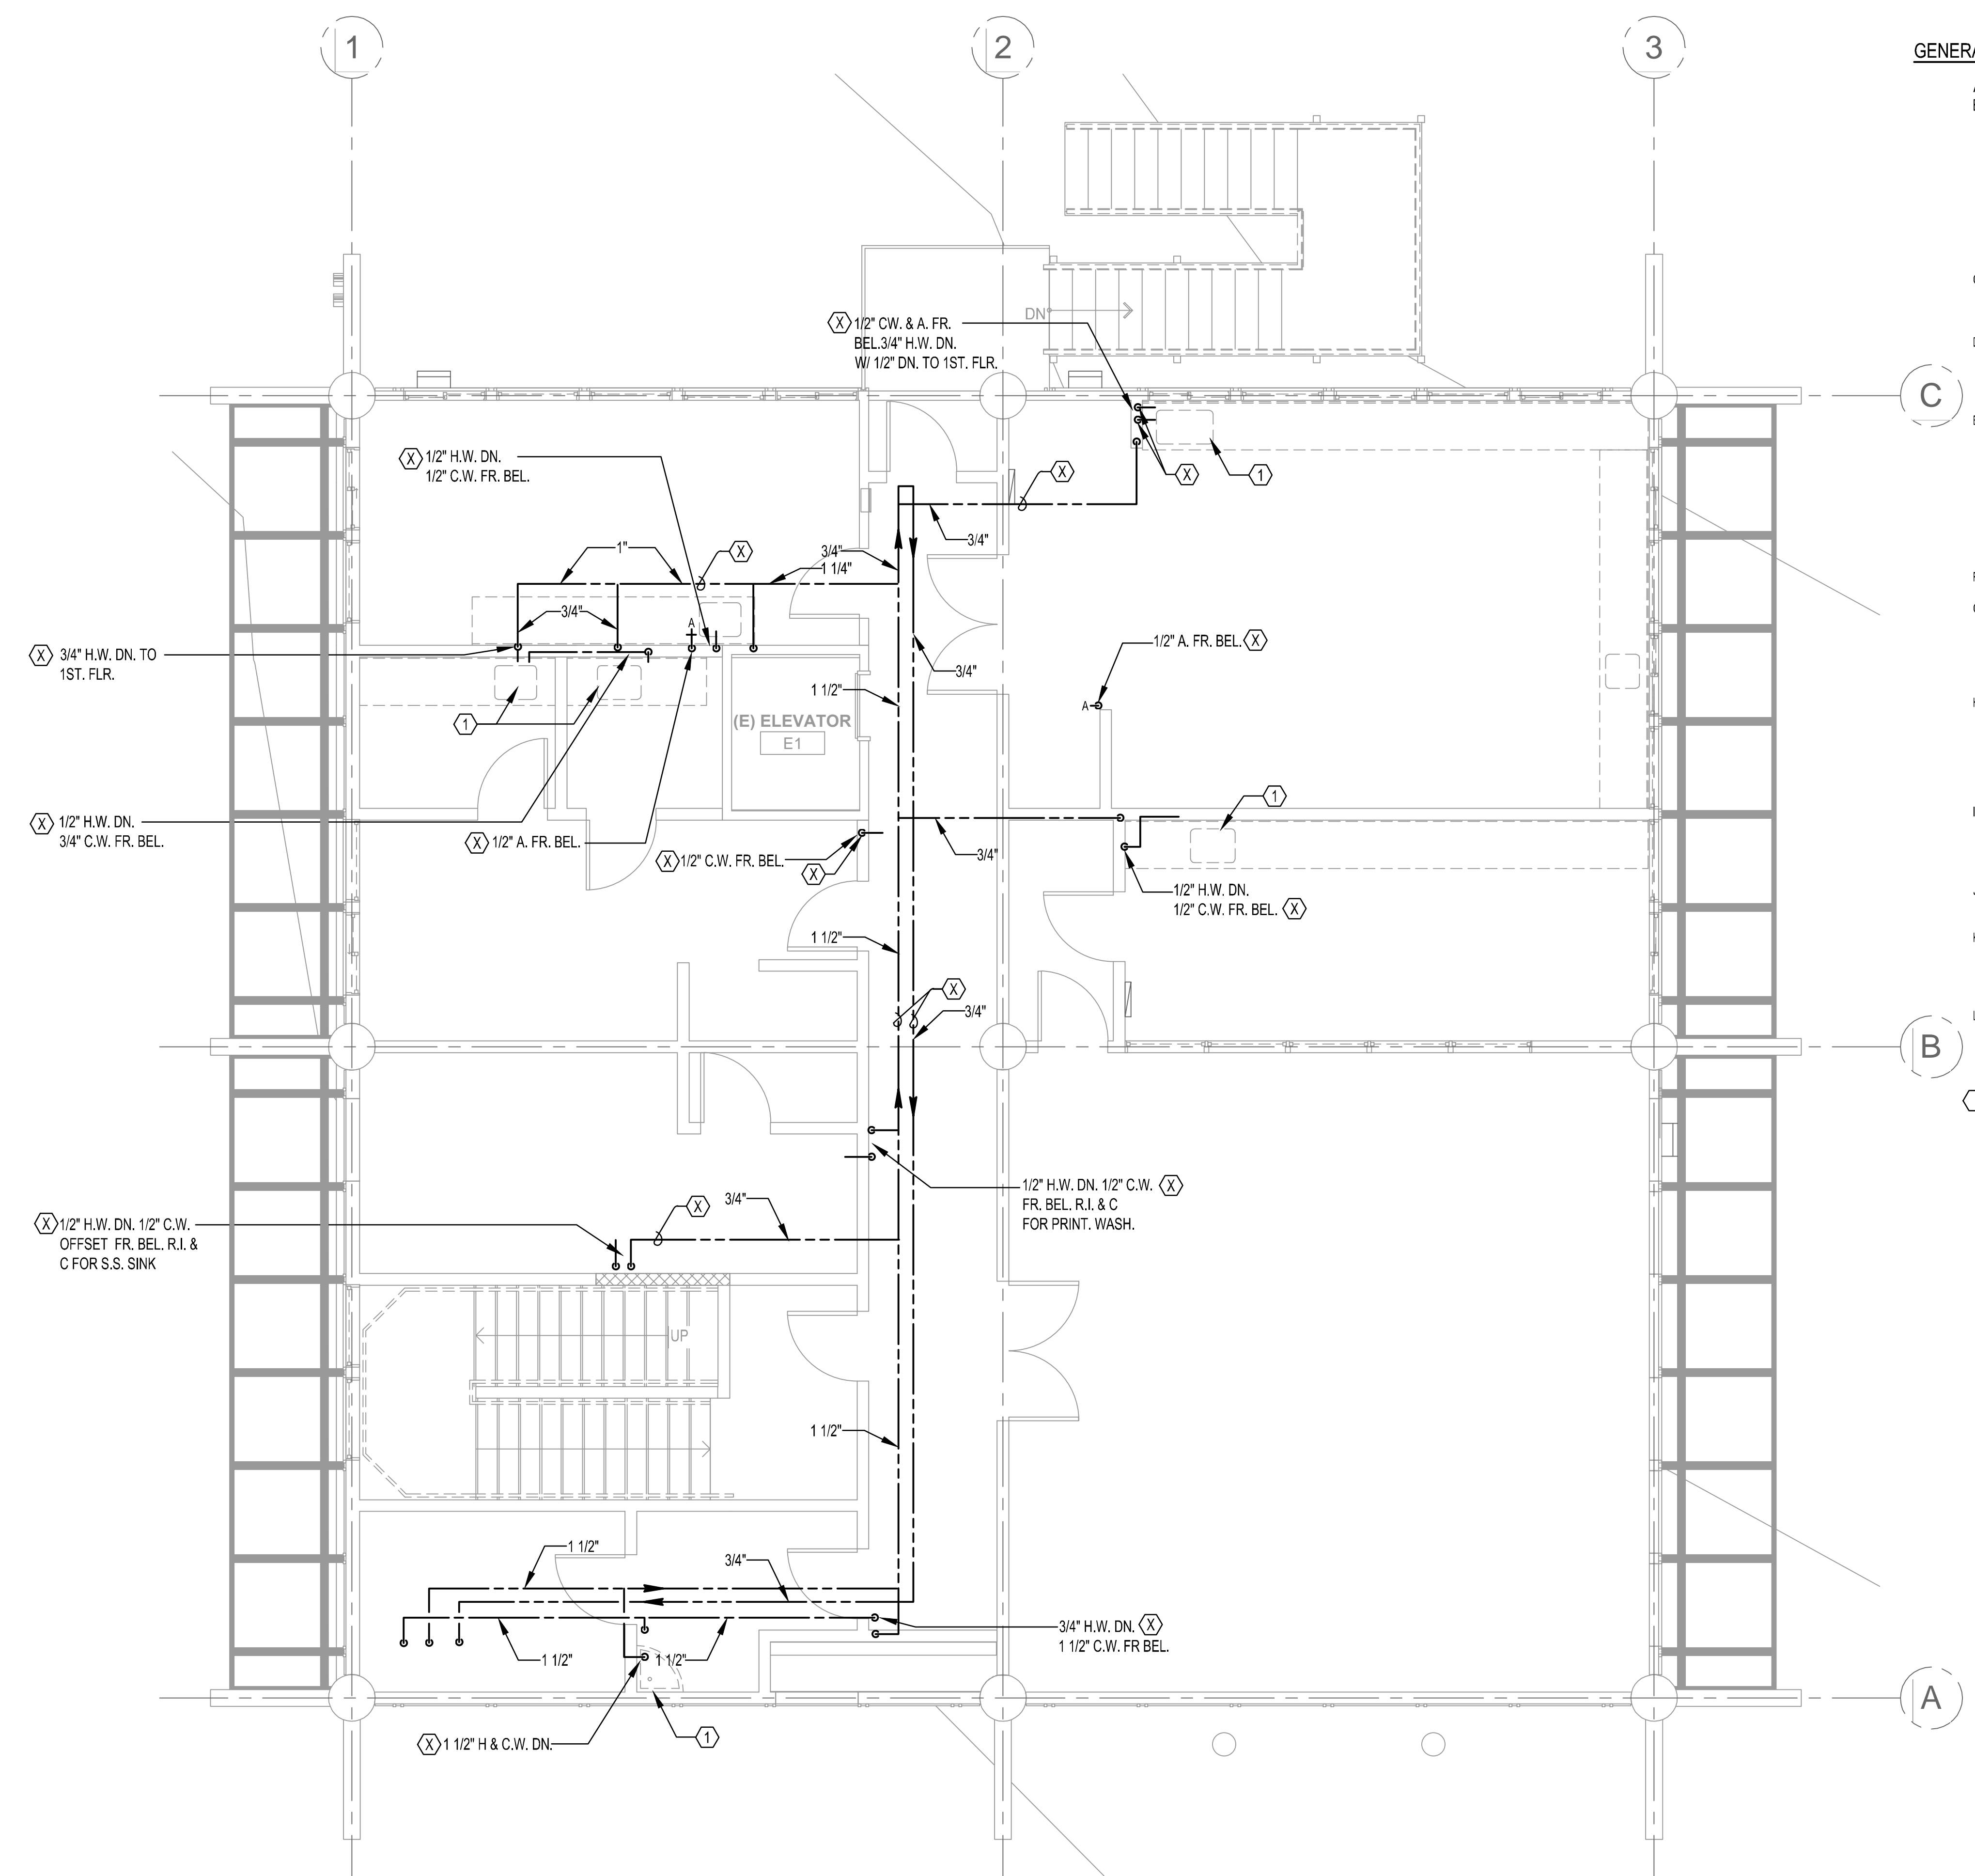 1
2
3
GENERA
DN
X 1/2" CW. & A. FR.
BEL.3/4" H.W. DN.
W/ 1/2" DN. TO 1ST. FLR.
C
X 1/2" H.W. DN.
1/2" C.W. FR. BEL.
X
X
1
3/4"
1"
X
3/4"
1 1/4"
3/4"
A
X 3/4" H.W. DN. TO
1ST. FLR.
1/2" A. FR. BEL. X
3/4"
1 1/2"
A
1
(E) ELEVATOR
E1
1
X 1/2" H.W. DN.
3/4" C.W. FR. BEL.
X 1/2" A. FR. BEL.
X 1/2" C.W. FR. BEL.
X
3/4"
1/2" H.W. DN.
1/2" C.W. FR. BEL. X
1 1/2"
X
3/4"
B
1/2" H.W. DN. 1/2" C.W. X
FR. BEL. R.I. & C
FOR PRINT. WASH.
X
3/4"
X 1/2" H.W. DN. 1/2" C.W.
OFFSET FR. BEL. R.I. &
C FOR S.S. SINK
UP
1 1/2"
1 1/2"
3/4"
3/4" H.W. DN. X
1 1/2" C.W. FR BEL.
1 1/2"
1 1/2"
A
X 1 1/2" H & C.W. DN.
1